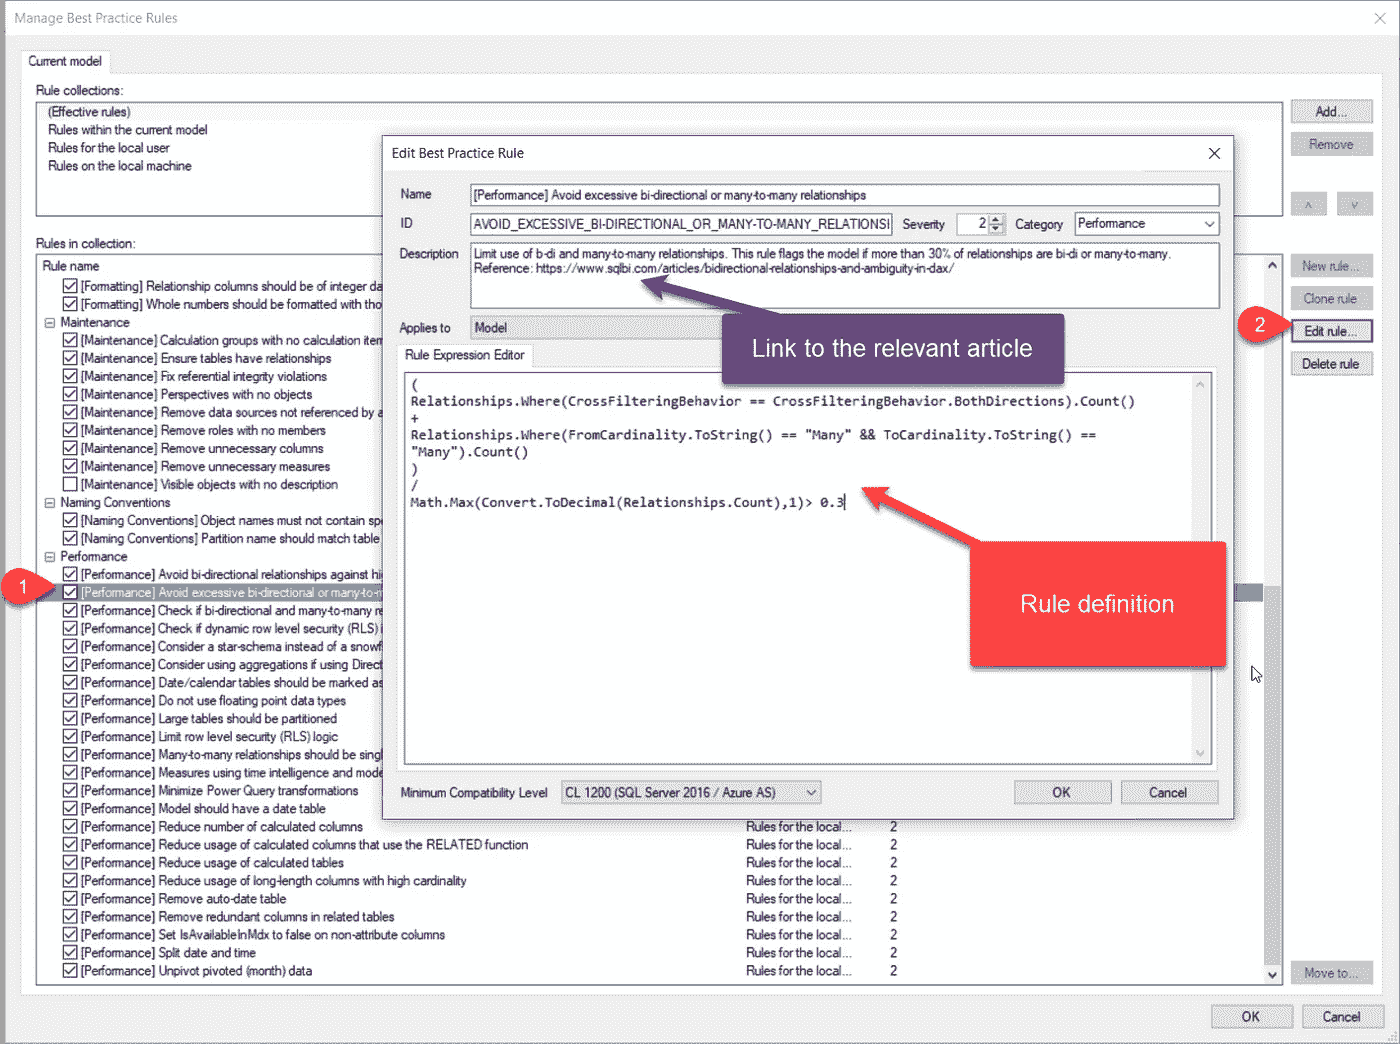 Manage Best Practice Rules
Current model
Rule collections:
(Effective rules)
Rules within the current model
Rules for the local user
Rules on the local machine
Add...
Remove
Rules in collection:
Rule name
[Formatting] Relationship columns should be of integer da
[Formatting] Whole numbers should be formatted with tho
Maintenance
[Maintenance] Calculation groups with no calculation item
[Maintenance] Ensure tables have relationships
[Maintenance] Fix referential integrity violations
[Maintenance] Perspectives with no objects
[Maintenance] Remove data sources not referenced by a
[Maintenance] Remove roles with no members
[Maintenance] Remove unnecessary columns
[Maintenance] Remove unnecessary measures
[Maintenance] Visible objects with no description
Naming Conventions
[Naming Conventions] Object names must not contain spe
[Naming Conventions] Partition name should match table
Performance
[Performance] Avoid bi-directional relationships against hi
1
[Performance] Avoid excessive bi-directional or many-to-m
[Performance] Check if bi-directional and many-to-many re
[Performance] Check if dynamic row level security (RLS) i
[Performance] Consider a star-schema instead of a snowf
[Performance] Consider using aggregations if using Direct
[Performance] Date/calendar tables should be marked as
[Performance] Do not use floating point data types
[Performance] Large tables should be partitioned
[Performance] Limit row level security (RLS) logic
[Performance] Many-to-many relationships should be singl
[Performance] Measures using time intelligence and mode
[Performance] Minimize Power Query transformations
[Performance] Model should have a date table
[Performance] Reduce number of calculated columns Rules for the local... 2
[Performance] Reduce usage of calculated columns that use the RELATED function Rules for the local... 2
[Performance] Reduce usage of calculated tables Rules for the local... 2
[Performance] Reduce usage of long-length columns with high cardinality Rules for the local... 2
[Performance] Remove auto-date table Rules for the local... 2
[Performance] Remove redundant columns in related tables Rules for the local... 2
[Performance] Set IsAvailableInMdx to false on non-attribute columns Rules for the local... 2
[Performance] Split date and time Rules for the local... 2
[Performance] Unpivot pivoted (month) data Rules for the local... 2
Edit Best Practice Rule
Name [Performance] Avoid excessive bi-directional or many-to-many relationships
ID AVOID_EXCESSIVE_BI-DIRECTIONAL_OR_MANY-TO-MANY_RELATIONSI Severity 2 Category Performance
Description Limit use of b-di and many-to-many relationships. This rule flags the model if more than 30% of relationships are bi-di or many-to-many.
Reference: https://www.sqlbi.com/articles/bidirectional-relationships-and-ambiguity-in-dax/
Applies to Model
Link to the relevant article
Rule Expression Editor
(
Relationships.Where(CrossFilteringBehavior == CrossFilteringBehavior.BothDirections).Count()
+
Relationships.Where(FromCardinality.ToString() == "Many" && ToCardinality.ToString() ==
"Many").Count()
)
/
Math.Max(Convert.ToDecimal(Relationships.Count),1)> 0.3
Rule definition
Minimum Compatibility Level CL 1200 (SQL Server 2016 / Azure AS) OK Cancel
New rule...
Clone rule
2
Edit rule...
Delete rule
Move to...
OK Cancel